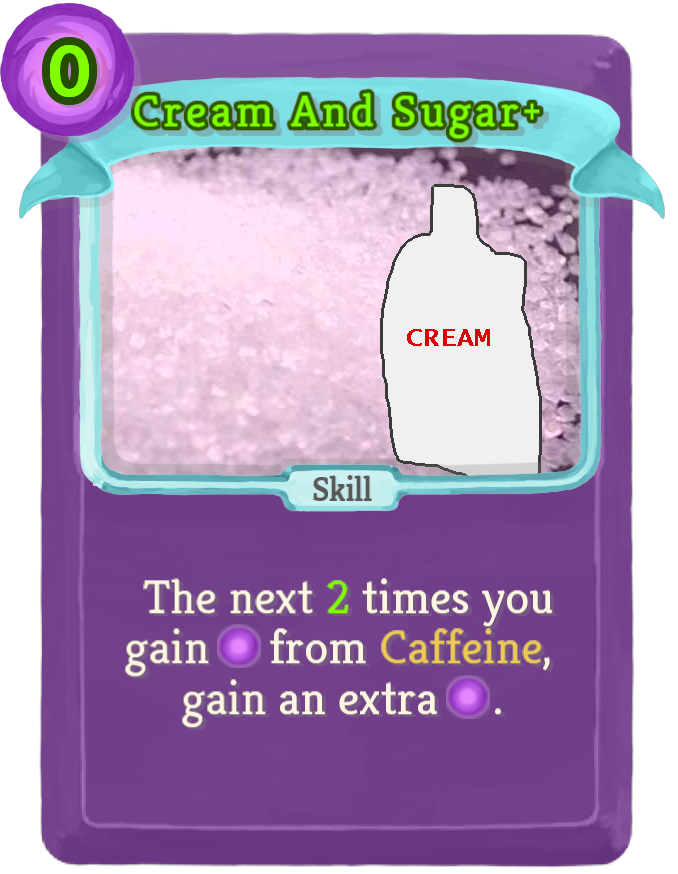 0
Cream And Sugar+
CREAM
Skill
The next 2 times you
gain from Caffeine,
gain an extra .